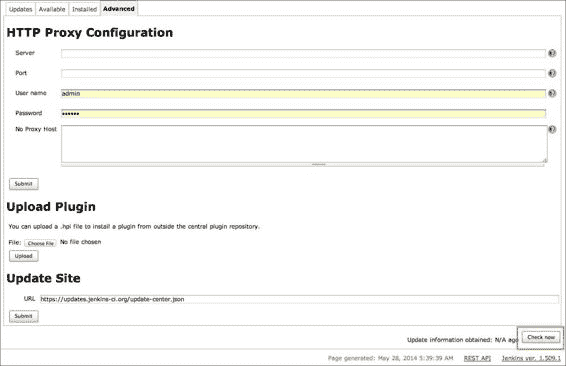 Updates Available Installed Advanced
HTTP Proxy Configuration
Server
Port
User name admin
Password ••••••
No Proxy Host
Submit
Upload Plugin
You can upload a .hpi file to install a plugin from outside the central plugin repository.
File: Choose File No file chosen
Upload
Update Site
URL https://updates.jenkins-ci.org/update-center.json
Submit
Update information obtained: N/A ago Check now
Page generated: May 28, 2014 5:39:39 AM REST API Jenkins ver. 1.509.1